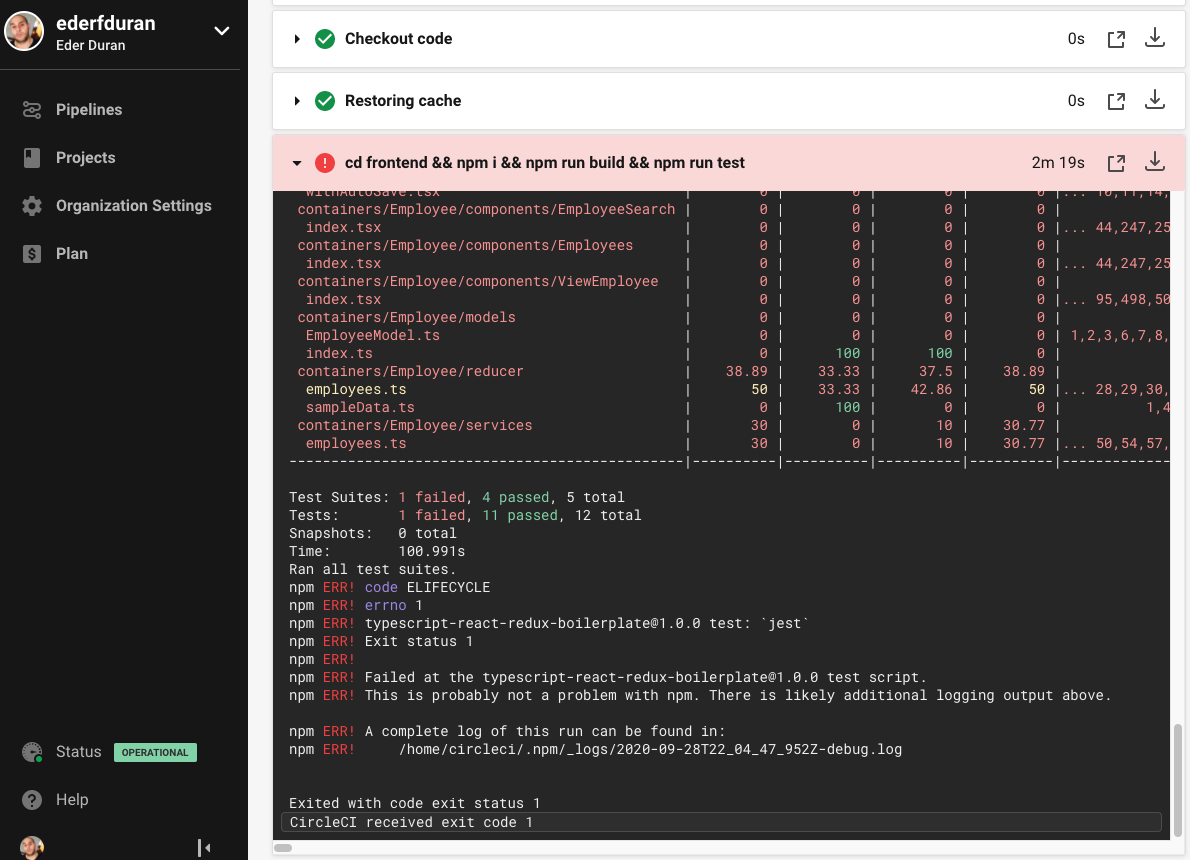 ederfduran
Eder Duran
Pipelines
Projects
Organization Settings
Plan
Status OPERATIONAL
Help
Checkout code 0s
Restoring cache 0s
cd frontend && npm i && npm run build && npm run test 2m 19s
withAutoSave.tsx | 0 | 0 | 0 | 0 |... 10,11,14,
containers/Employee/components/EmployeeSearch | 0 | 0 | 0 | 0 |
index.tsx | 0 | 0 | 0 | 0 |... 44,247,25
containers/Employee/components/Employees | 0 | 0 | 0 | 0 |
index.tsx | 0 | 0 | 0 | 0 |... 44,247,25
containers/Employee/components/ViewEmployee | 0 | 0 | 0 | 0 |
index.tsx | 0 | 0 | 0 | 0 |... 95,498,50
containers/Employee/models | 0 | 0 | 0 | 0 |
EmployeeModel.ts | 0 | 0 | 0 | 0 | 1,2,3,6,7,8,
index.ts | 0 | 100 | 100 | 0 |
containers/Employee/reducer | 38.89 | 33.33 | 37.5 | 38.89 |
employees.ts | 50 | 33.33 | 42.86 | 50 |... 28,29,30,
sampleData.ts | 0 | 100 | 0 | 0 | 1,4
containers/Employee/services | 30 | 0 | 10 | 30.77 |
employees.ts | 30 | 0 | 10 | 30.77 |... 50,54,57,
-----------------------------------------------|----------|----------|----------|----------|-------------
Test Suites: 1 failed, 4 passed, 5 total
Tests: 1 failed, 11 passed, 12 total
Snapshots: 0 total
Time: 100.991s
Ran all test suites.
npm ERR! code ELIFECYCLE
npm ERR! errno 1
npm ERR! typescript-react-redux-boilerplate@1.0.0 test: `jest`
npm ERR! Exit status 1
npm ERR!
npm ERR! Failed at the typescript-react-redux-boilerplate@1.0.0 test script.
npm ERR! This is probably not a problem with npm. There is likely additional logging output above.
npm ERR! A complete log of this run can be found in:
npm ERR! /home/circleci/.npm/_logs/2020-09-28T22_04_47_952Z-debug.log
Exited with code exit status 1
CircleCI received exit code 1